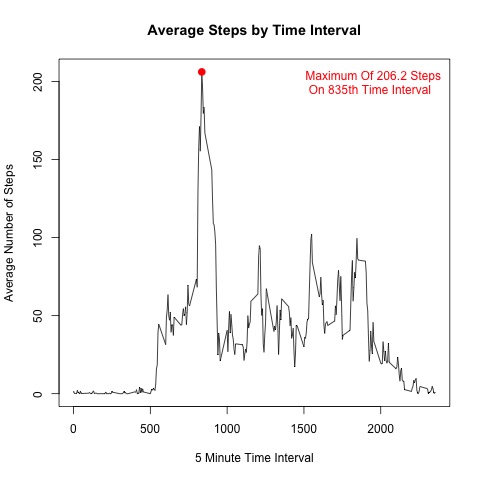 Average Steps by Time Interval
Maximum Of 206.2 Steps
On 835th Time Interval
Average Number of Steps
200
150
100
50
0
0 500 1000 1500 2000
5 Minute Time Interval